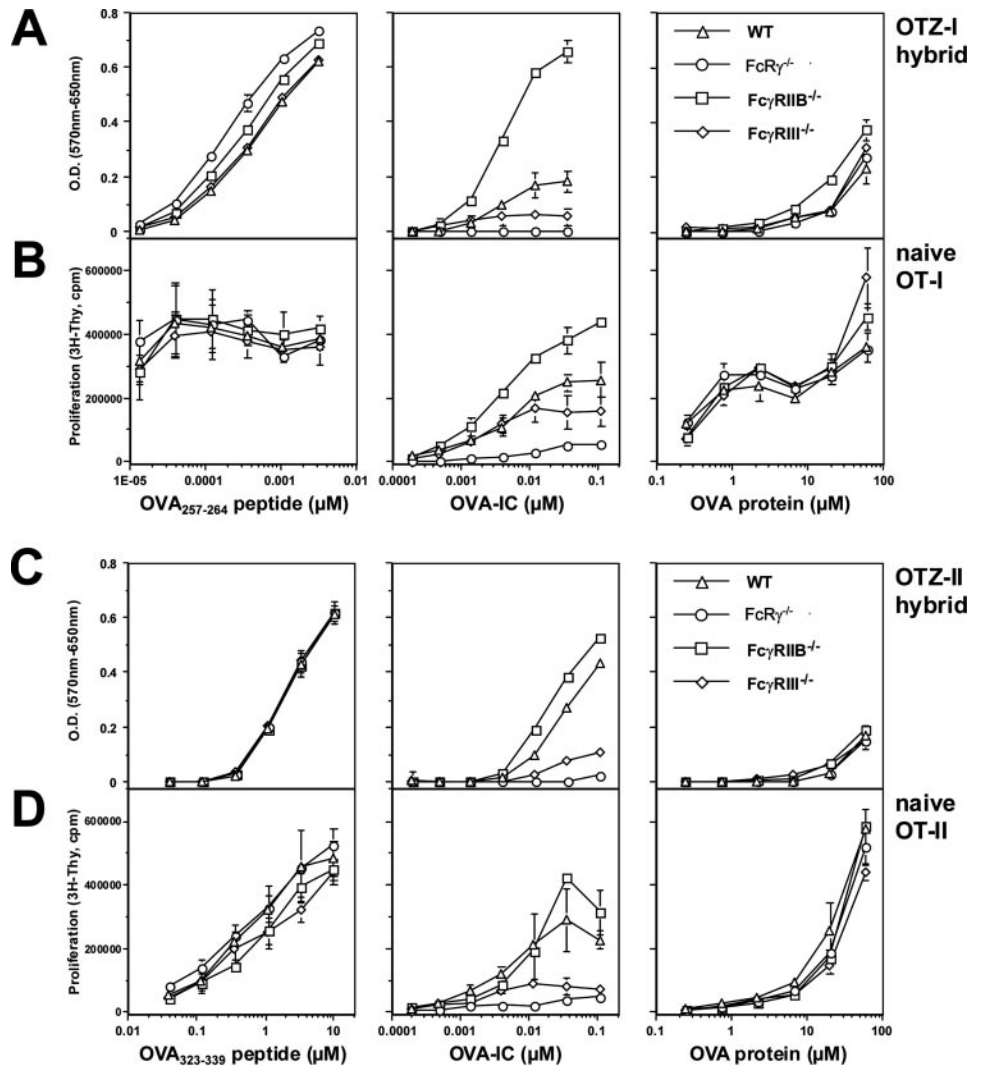 A
O.D. (570nm-650nm)
0.8
0.6
0.4
0.2
0
WT
FcRγ-/-
FcγRIIB-/-
FcγRIII-/-
OTZ-I
hybrid
B
Proliferation (3H-Thy, cpm)
600000
400000
200000
0
naive
OT-I
1E-05 0.0001 0.001 0.01
0.0001 0.001 0.01 0.1
0.1 1 10 100
OVA257-264 peptide (µM)
OVA-IC (µM)
OVA protein (µM)
C
O.D. (570nm-650nm)
0.8
0.6
0.4
0.2
0
WT
FcRγ-/-
FcγRIIB-/-
FcγRIII-/-
OTZ-II
hybrid
D
Proliferation (3H-Thy, cpm)
600000
400000
200000
0
naive
OT-II
0.01 0.1 1 10
0.0001 0.001 0.01 0.1
0.1 1 10 100
OVA323-339 peptide (µM)
OVA-IC (µM)
OVA protein (µM)